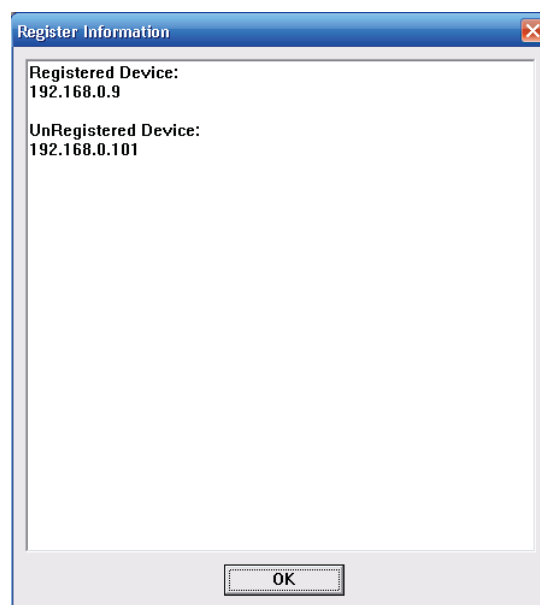 Register Information
Registered Device:
192.168.0.9
UnRegistered Device:
192.168.0.101
OK